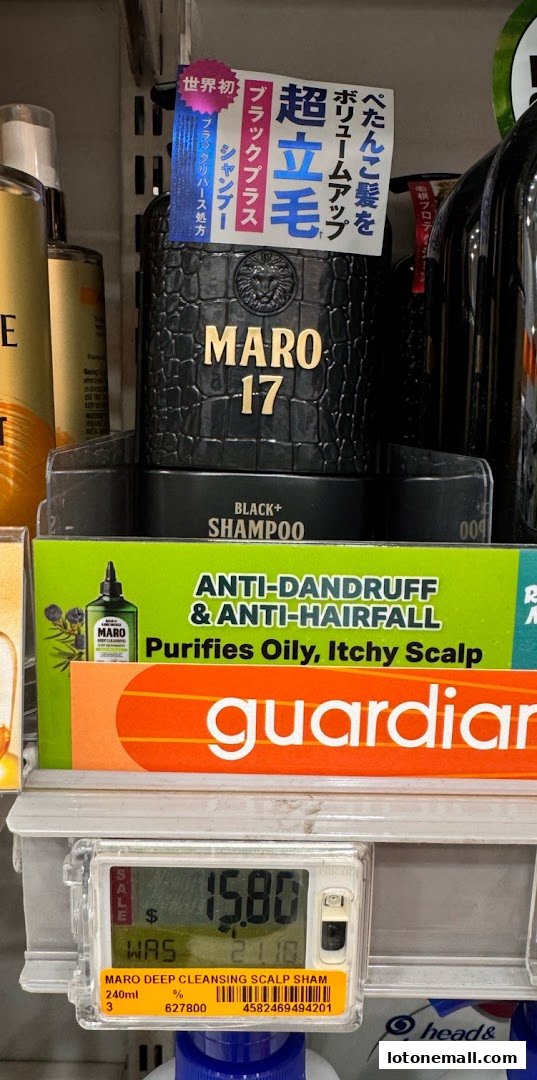 世界初
ぺたんこ髪を
ボリュームアップ
超立毛
ブラックプラス
シャンプー
ブラックリバース処方
MARO
17
BLACK+
SHAMPOO
ANTI-DANDRUFF
& ANTI-HAIRFALL
MARO
DEEP CLEANSING
Purifies Oily, Itchy Scalp
guardian
SALE
$ 15.80
WAS 21.10
MARO DEEP CLEANSING SCALP SHAM
240ml %
3 627800 4582469494201
head &
lotonemall.com